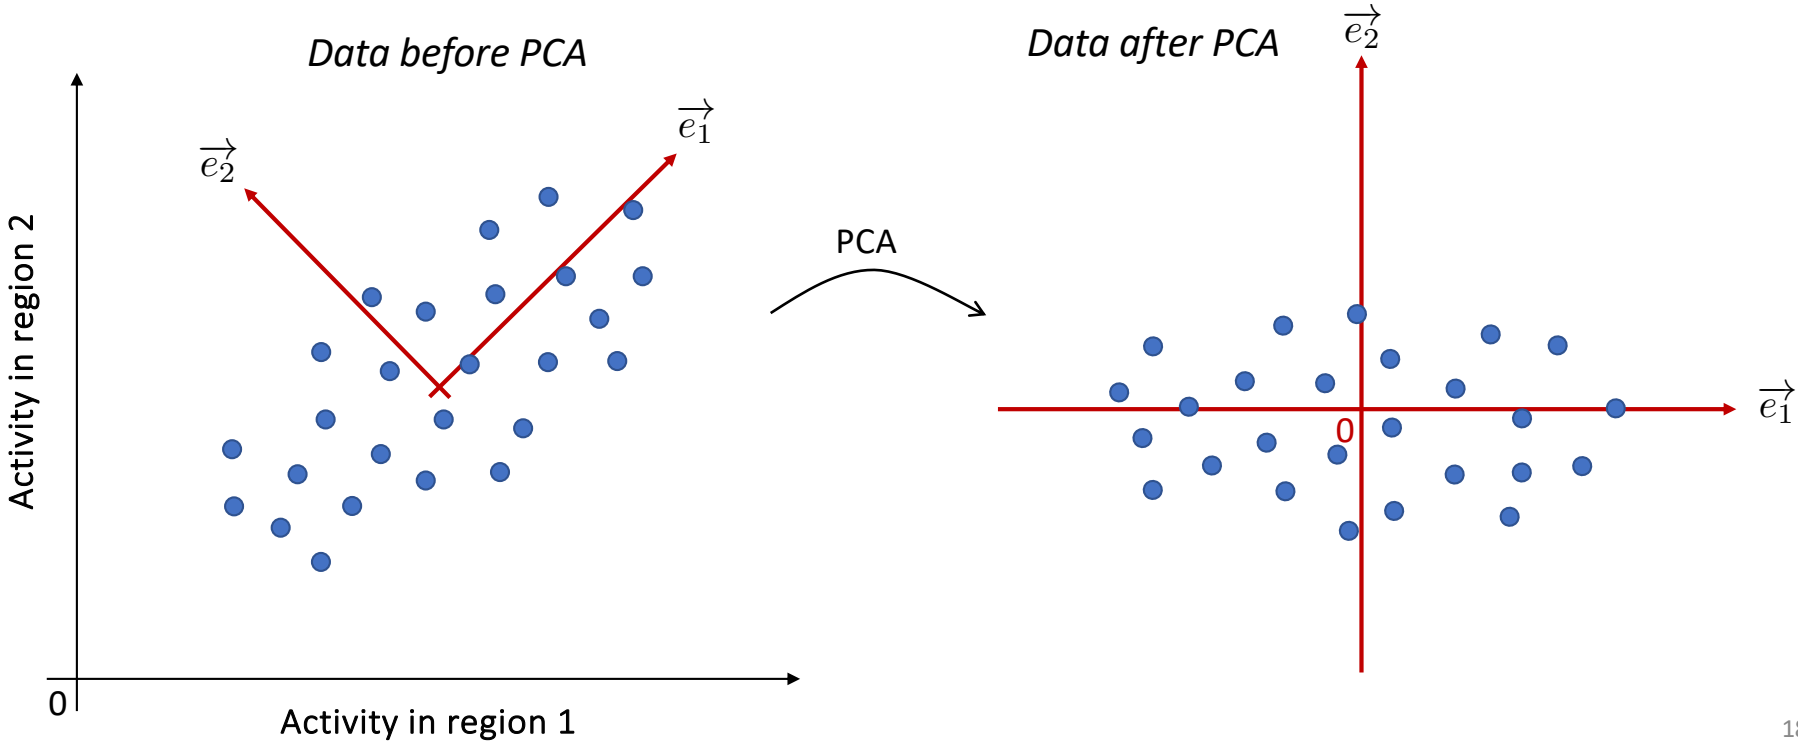 Data before PCA
Data after PCA
e₂
e₁
e₂
Activity in region 2
PCA
e₁
0
0
Activity in region 1
18